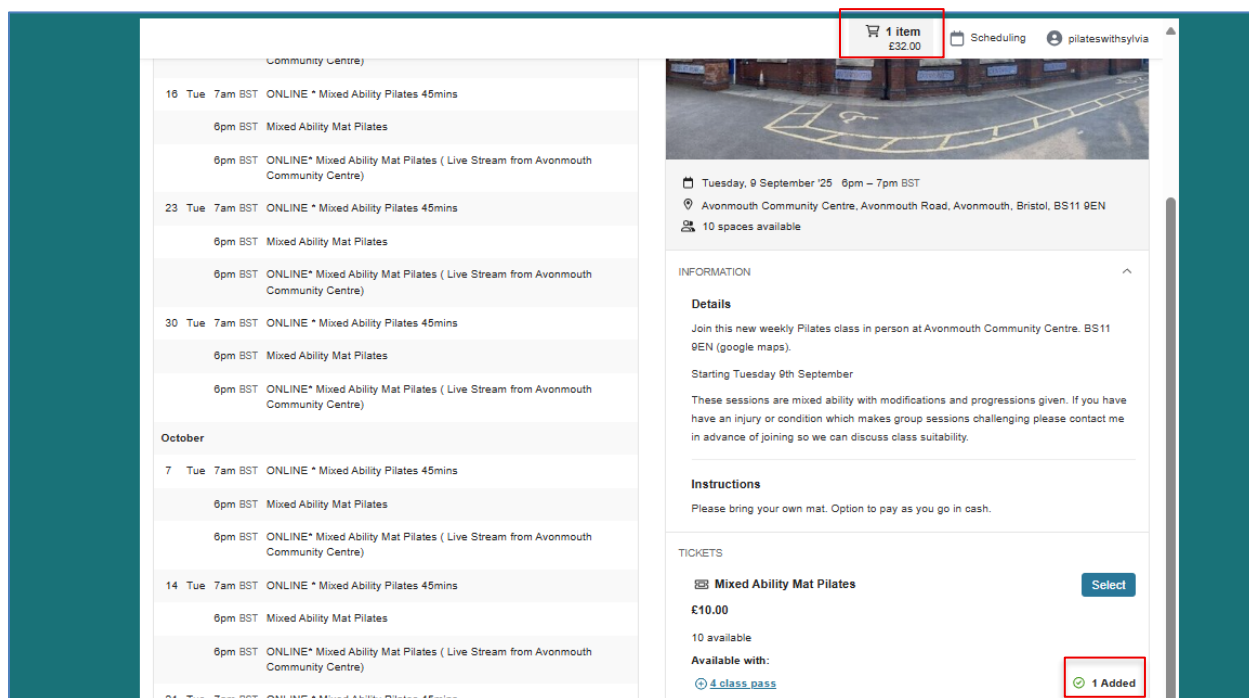 1 item
£32.00
Scheduling
pilateswithsylvia
Community Centre)
16 Tue 7am BST ONLINE * Mixed Ability Pilates 45mins
6pm BST Mixed Ability Mat Pilates
6pm BST ONLINE* Mixed Ability Mat Pilates ( Live Stream from Avonmouth
Community Centre)
23 Tue 7am BST ONLINE * Mixed Ability Pilates 45mins
6pm BST Mixed Ability Mat Pilates
6pm BST ONLINE* Mixed Ability Mat Pilates ( Live Stream from Avonmouth
Community Centre)
30 Tue 7am BST ONLINE * Mixed Ability Pilates 45mins
6pm BST Mixed Ability Mat Pilates
6pm BST ONLINE* Mixed Ability Mat Pilates ( Live Stream from Avonmouth
Community Centre)
October
7 Tue 7am BST ONLINE * Mixed Ability Pilates 45mins
6pm BST Mixed Ability Mat Pilates
6pm BST ONLINE* Mixed Ability Mat Pilates ( Live Stream from Avonmouth
Community Centre)
14 Tue 7am BST ONLINE * Mixed Ability Pilates 45mins
6pm BST Mixed Ability Mat Pilates
6pm BST ONLINE* Mixed Ability Mat Pilates ( Live Stream from Avonmouth
Community Centre)
21 Tue 7am BST ONLINE * Mixed Ability Pilates 45mins
Tuesday, 9 September '25 6pm – 7pm BST
Avonmouth Community Centre, Avonmouth Road, Avonmouth, Bristol, BS11 9EN
10 spaces available
INFORMATION
Details
Join this new weekly Pilates class in person at Avonmouth Community Centre. BS11
9EN (google maps).
Starting Tuesday 9th September
These sessions are mixed ability with modifications and progressions given. If you have
have an injury or condition which makes group sessions challenging please contact me
in advance of joining so we can discuss class suitability.
Instructions
Please bring your own mat. Option to pay as you go in cash.
TICKETS
Mixed Ability Mat Pilates
Select
£10.00
10 available
Available with:
4 class pass
1 Added